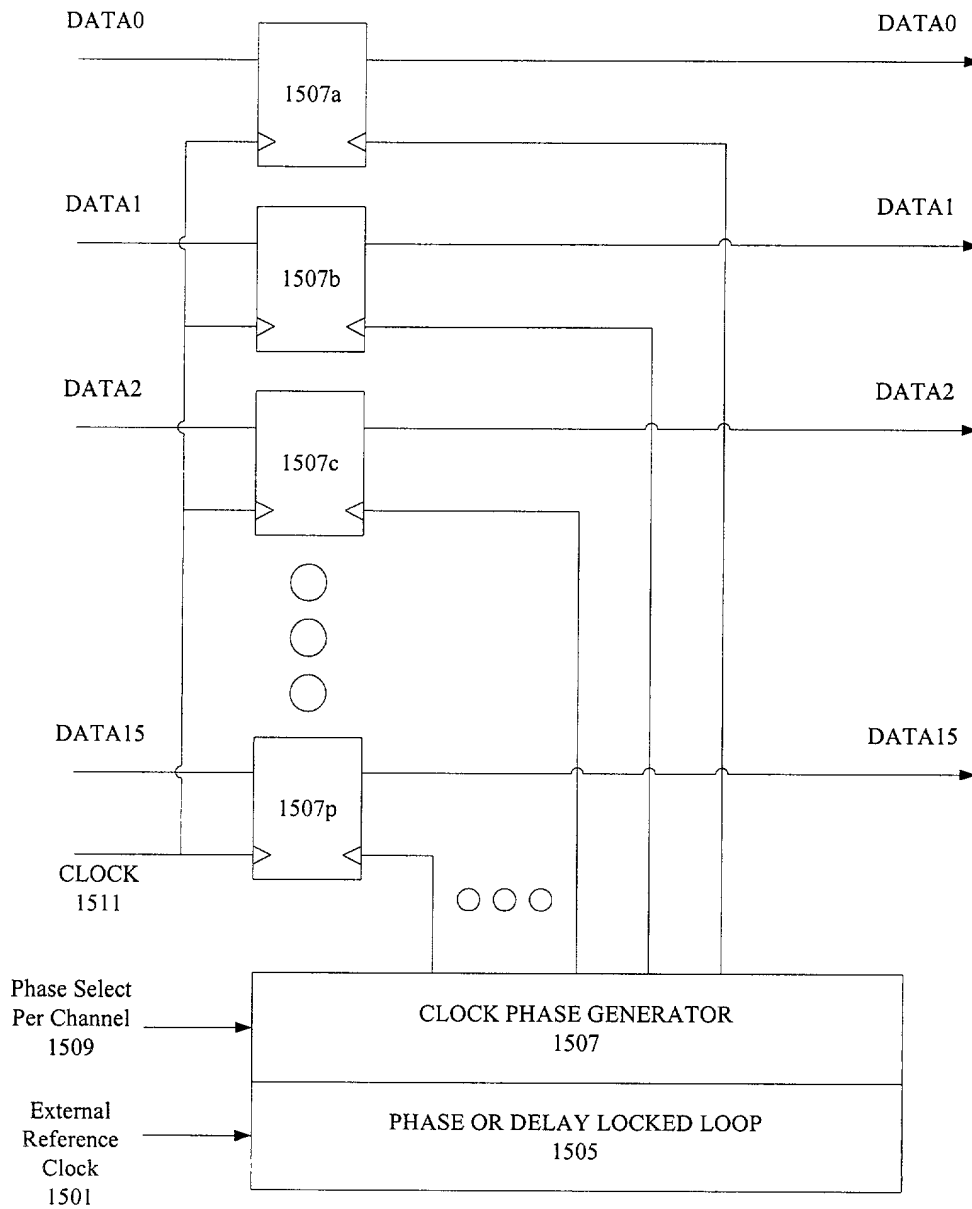 DATA0
DATA0
1507a
DATA1
DATA1
1507b
DATA2
DATA2
1507c
DATA15
DATA15
1507p
CLOCK
1511
Phase Select
Per Channel
1509
CLOCK PHASE GENERATOR
1507
External
Reference
Clock
1501
PHASE OR DELAY LOCKED LOOP
1505